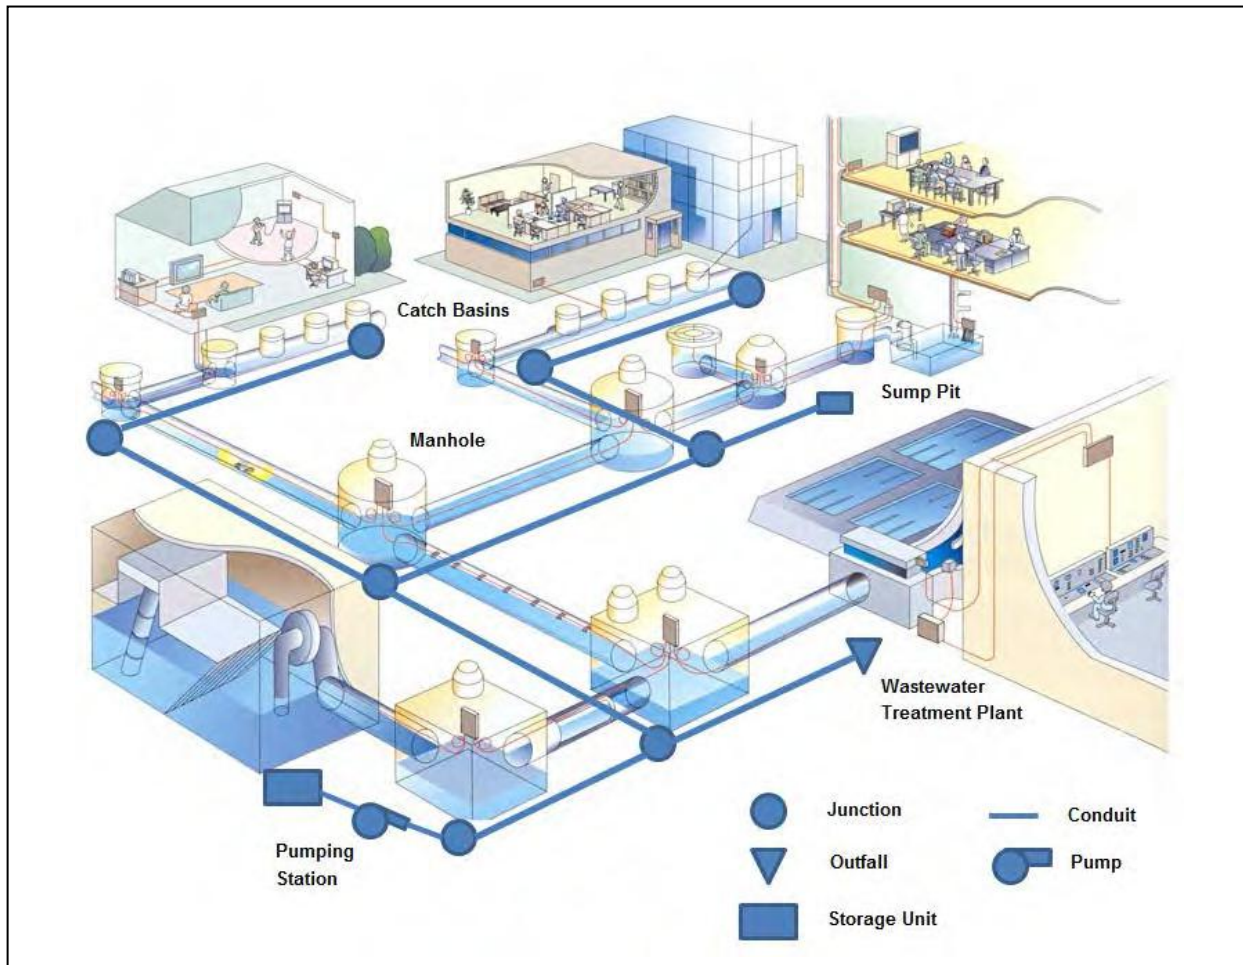 Catch Basins
Sump Pit
Manhole
Wastewater
Treatment Plant
Pumping
Station
Junction
Conduit
Outfall
Pump
Storage Unit